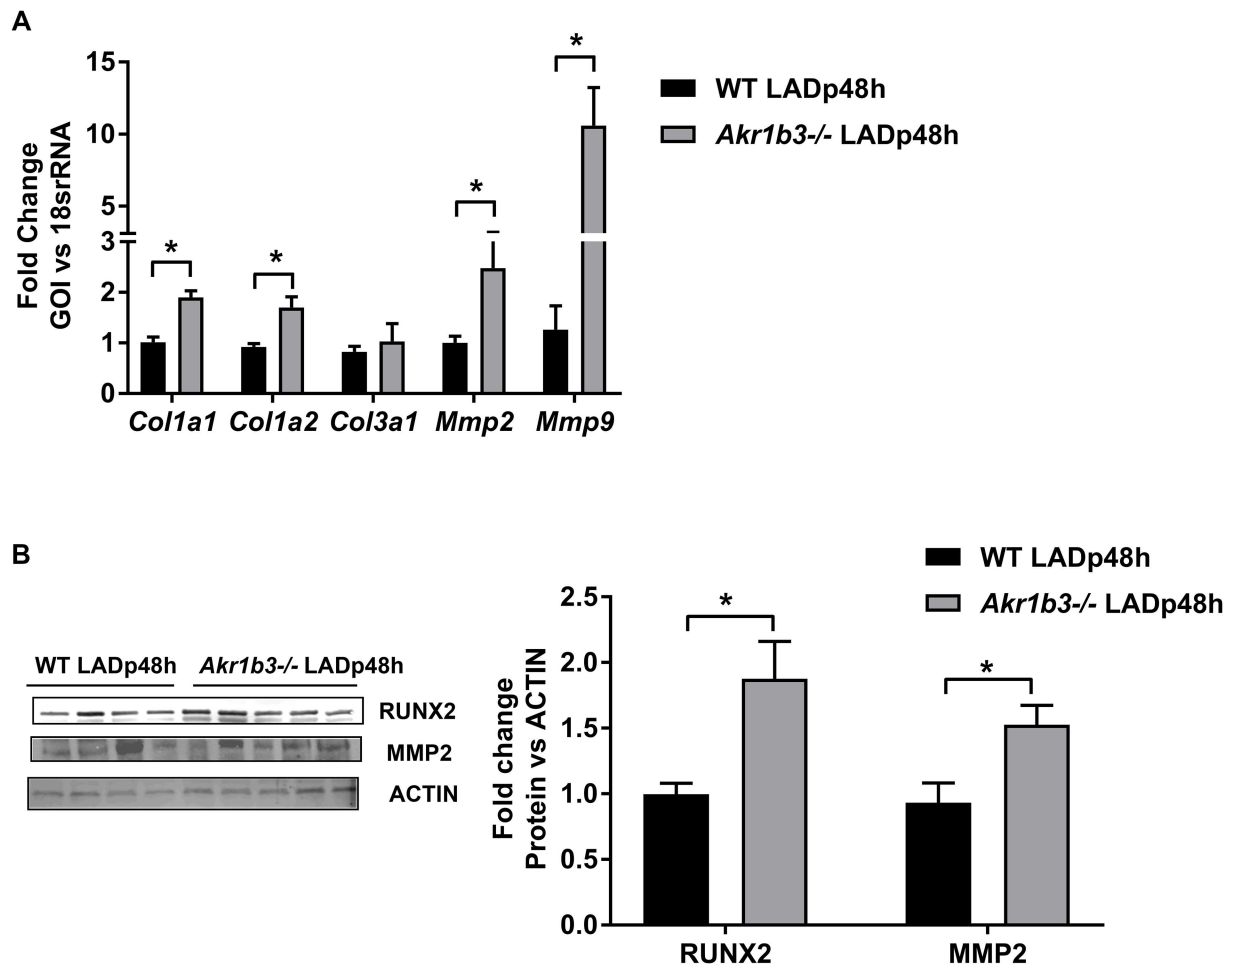 A
Fold Change
GOI vs 18srRNA
15
10
5
3
2
1
0
*
*
*
*
Col1a1 Col1a2 Col3a1 Mmp2 Mmp9
WT LADp48h
Akr1b3-/- LADp48h
B
WT LADp48h Akr1b3-/- LADp48h
RUNX2
MMP2
ACTIN
Fold change
Protein vs ACTIN
2.5
2.0
1.5
1.0
0.5
0.0
*
*
RUNX2 MMP2
WT LADp48h
Akr1b3-/- LADp48h